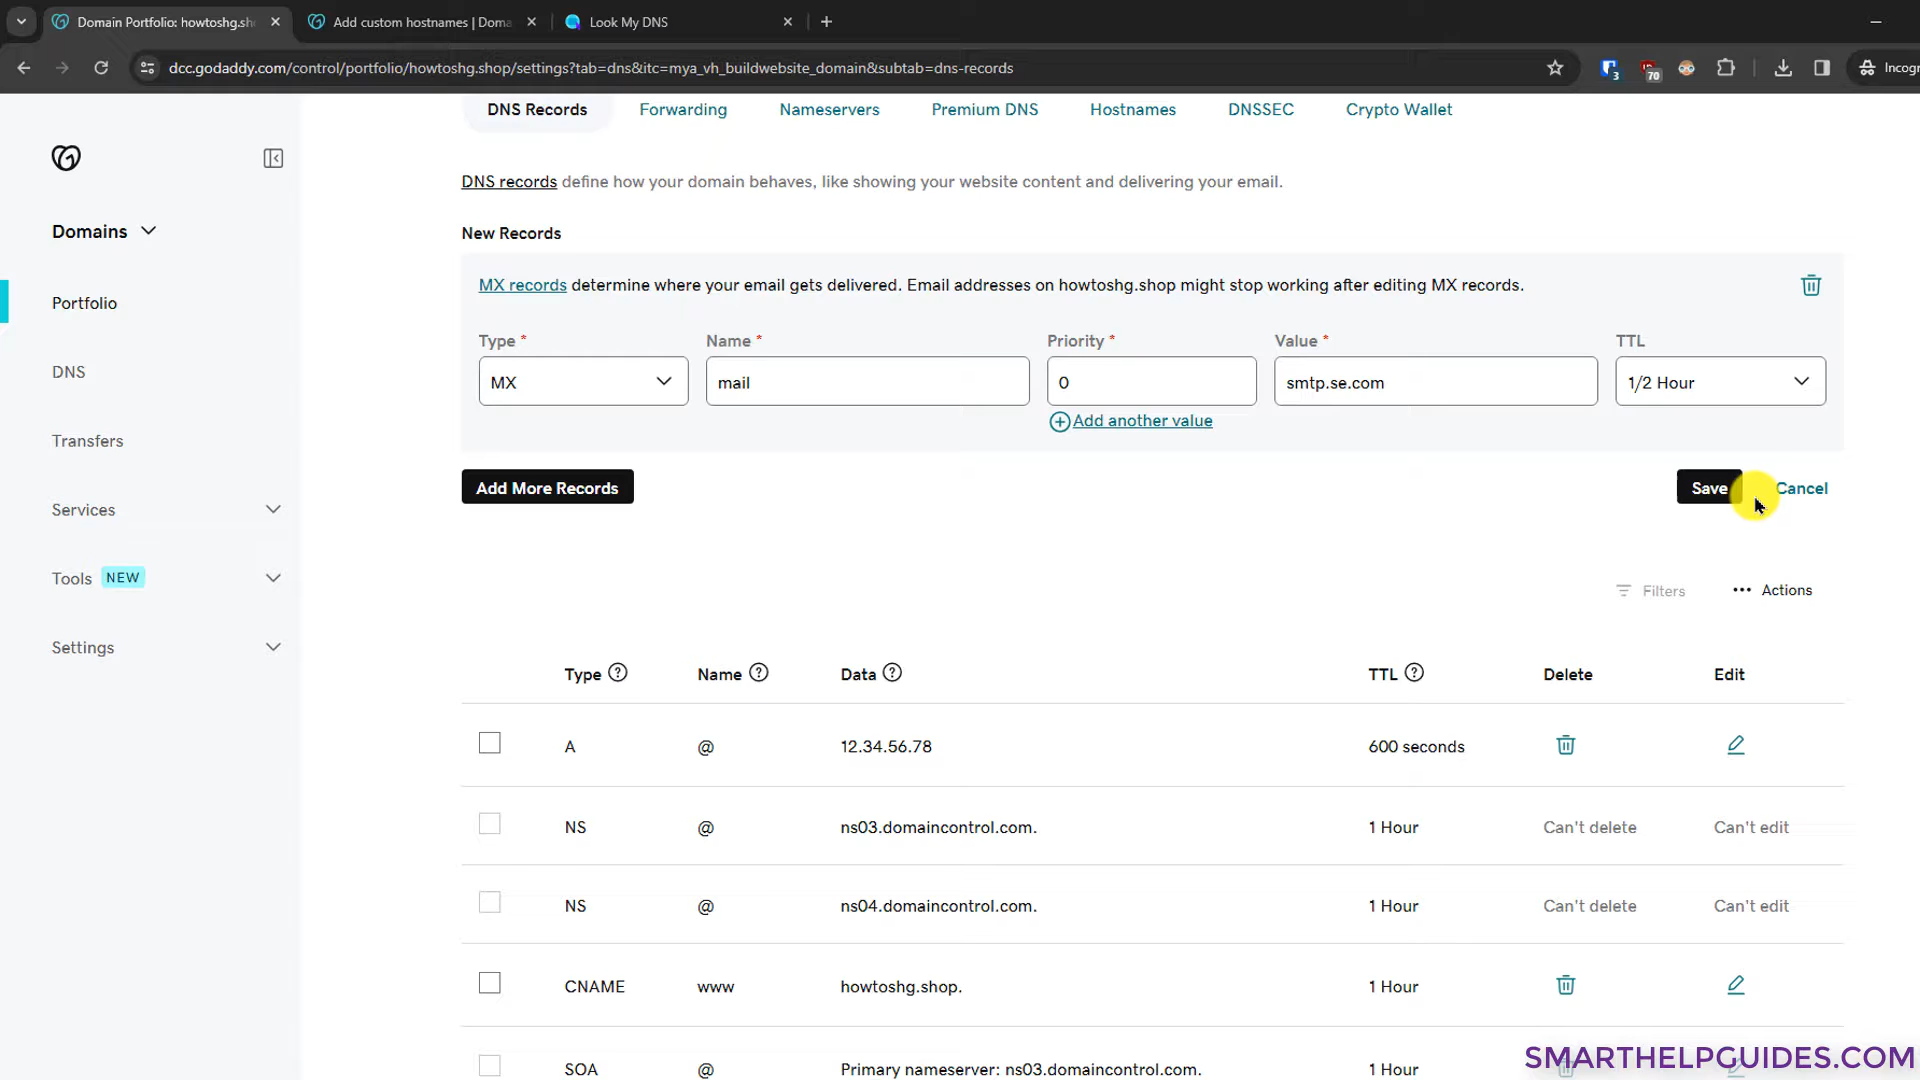 Domain Portfolio: howtoshg.sh
Add custom hostnames | Doma
Look My DNS
dcc.godaddy.com/control/portfolio/howtoshg.shop/settings?tab=dns&itc=mya_vh_buildwebsite_domain&subtab=dns-records
3
70
Incogn
DNS Records
Forwarding
Nameservers
Premium DNS
Hostnames
DNSSEC
Crypto Wallet
Domains
Portfolio
DNS
Transfers
Services
Tools NEW
Settings
DNS records define how your domain behaves, like showing your website content and delivering your email.
New Records
MX records determine where your email gets delivered. Email addresses on howtoshg.shop might stop working after editing MX records.
Type * Name * Priority * Value * TTL
MX mail 0 smtp.se.com 1/2 Hour
Add another value
Add More Records
Save
Cancel
Filters
Actions
Type Name Data TTL Delete Edit
A @ 12.34.56.78 600 seconds
NS @ ns03.domaincontrol.com. 1 Hour Can't delete Can't edit
NS @ ns04.domaincontrol.com. 1 Hour Can't delete Can't edit
CNAME www howtoshg.shop. 1 Hour
SOA @ Primary nameserver: ns03.domaincontrol.com. 1 Hour
SMARTHELPGUIDES.COM